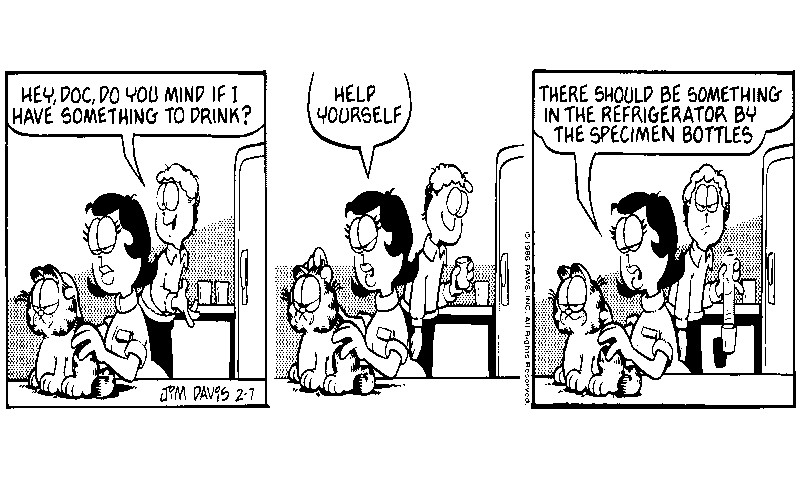 HEY, DOC, DO YOU MIND IF I
HAVE SOMETHING TO DRINK?
JIM DAVIS 2-7
HELP
YOURSELF
© 1986 PAWS, INC. All Rights Reserved.
THERE SHOULD BE SOMETHING
IN THE REFRIGERATOR BY
THE SPECIMEN BOTTLES